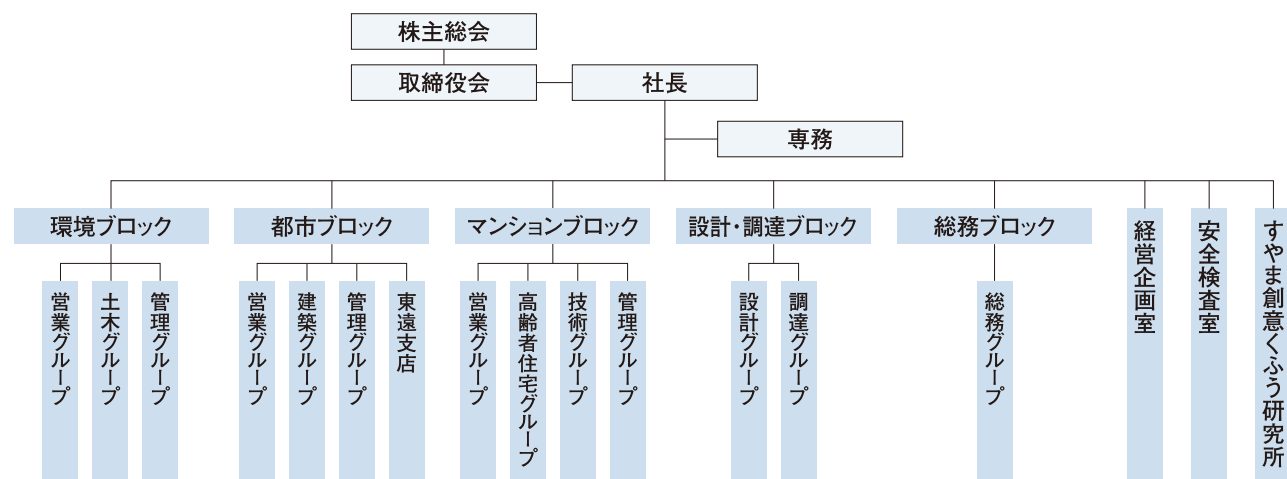 株主総会
取締役会
社長
専務
環境ブロック
営業グループ
土木グループ
管理グループ
都市ブロック
営業グループ
建築グループ
管理グループ
東遠支店
マンションブロック
営業グループ
高齢者住宅グループ
技術グループ
管理グループ
設計・調達ブロック
設計グループ
調達グループ
総務ブロック
総務グループ
経営企画室
安全検査室
すやま創意くふう研究所